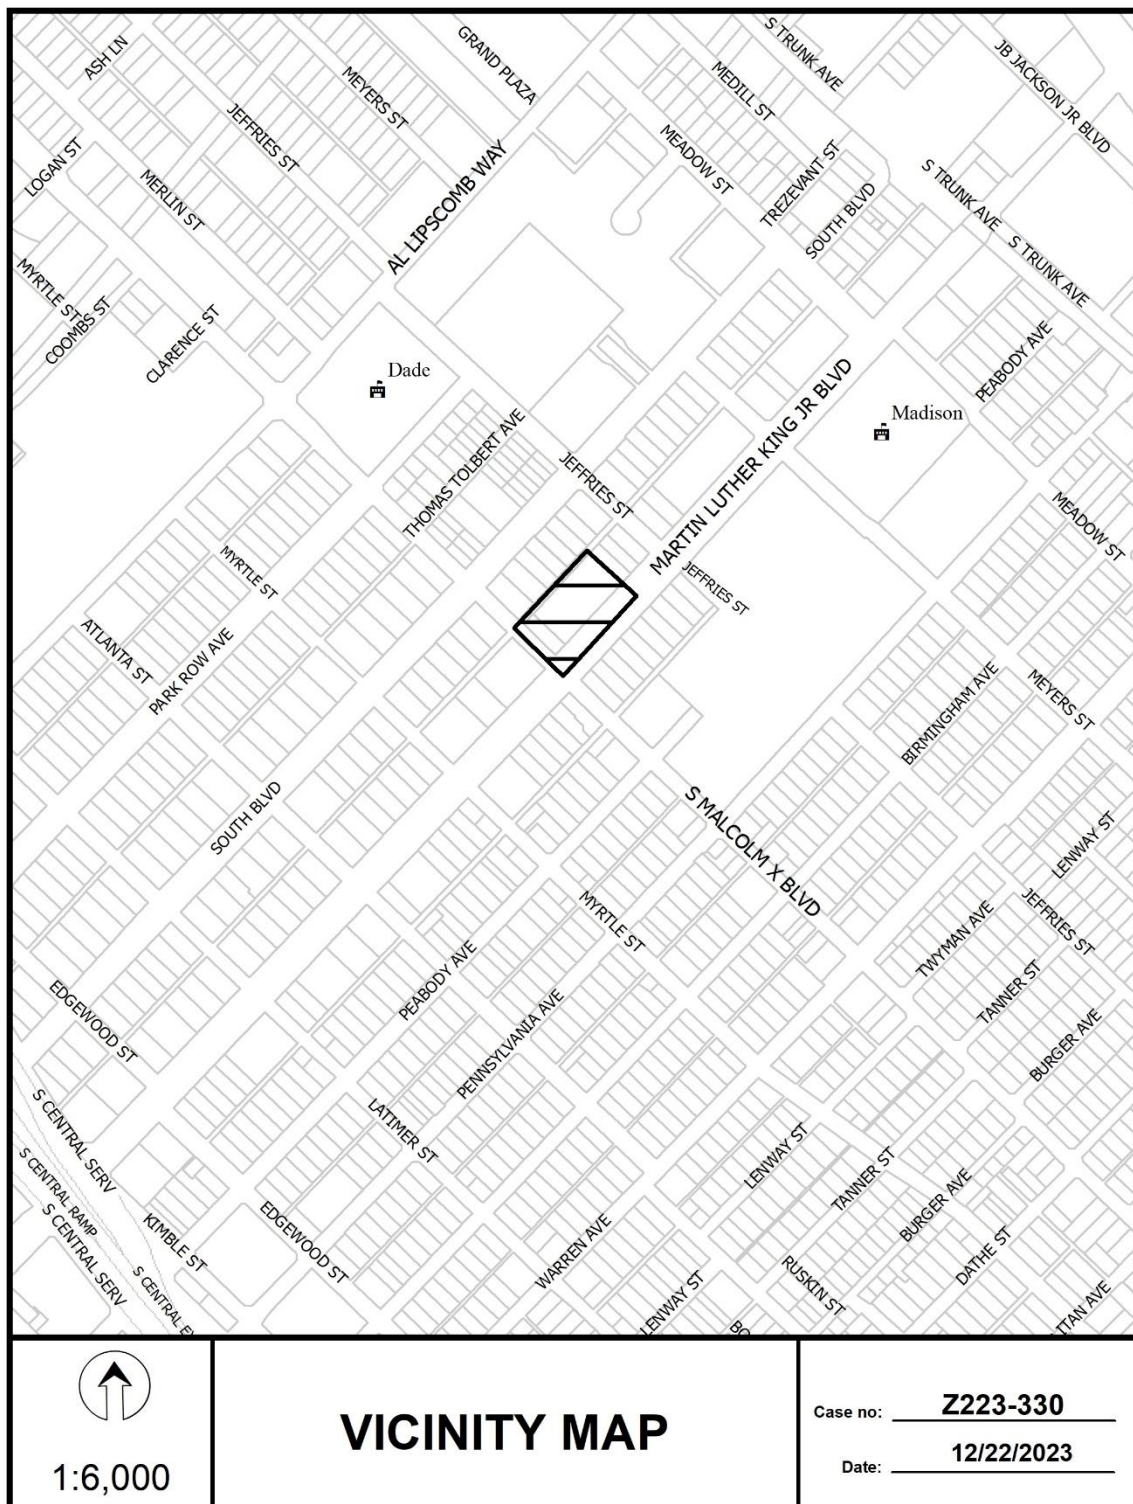 ASH LN
GRAND PLAZA
S TRUNK AVE
JB JACKSON JR BLVD
MEYERS ST
MEDILL ST
JEFFRIES ST
MEADOW ST
LOGAN ST
MERLIN ST
AL LIPSCOMB WAY
TREZEVANT ST
SOUTH BLVD
S TRUNK AVE
S TRUNK AVE
MYRTLE ST
COOMBS ST
CLARENCE ST
Dade
PEABODY AVE
Madison
THOMAS TOLBERT AVE
MARTIN LUTHER KING JR BLVD
JEFFRIES ST
MEADOW ST
MYRTLE ST
JEFFRIES ST
ATLANTA ST
PARK ROW AVE
BIRMINGHAM AVE
MEYERS ST
SOUTH BLVD
S MALCOLM X BLVD
LENWAY ST
MYRTLE ST
TWYMAN AVE
JEFFRIES ST
PEABODY AVE
TANNER ST
EDGEWOOD ST
PENNSYLVANIA AVE
BURGER AVE
S CENTRAL SERV
LATIMER ST
LENWAY ST
TANNER ST
S CENTRAL RAMP
BURGER AVE
S CENTRAL SERV
KIMBLE ST
EDGEWOOD ST
WARREN AVE
DATHE ST
RUSKIN ST
S CENTRAL E
LENWAY ST
BO
ITAN AVE
1:6,000
VICINITY MAP
Case no: Z223-330
Date: 12/22/2023